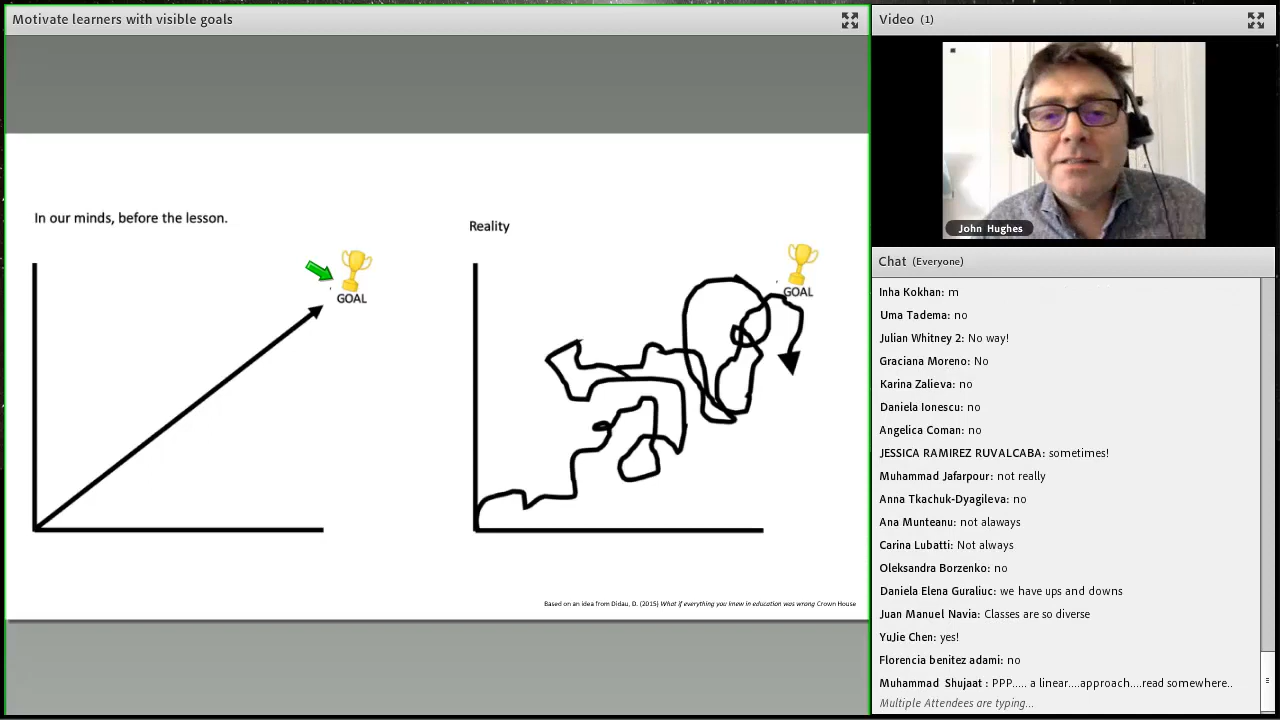 Motivate learners with visible goals
In our minds, before the lesson.
GOAL
Reality
GOAL
Based on an idea from Didau, D. (2015) What if everything you knew in education was wrong Crown House
Video (1)
John Hughes
Chat (Everyone)
Inha Kokhan: m
Uma Tadema: no
Julian Whitney 2: No way!
Graciana Moreno: No
Karina Zalieva: no
Daniela Ionescu: no
Angelica Coman: no
JESSICA RAMIREZ RUVALCABA: sometimes!
Muhammad Jafarpour: not really
Anna Tkachuk-Dyagileva: no
Ana Munteanu: not alaways
Carina Lubatti: Not always
Oleksandra Borzenko: no
Daniela Elena Guraliuc: we have ups and downs
Juan Manuel Navia: Classes are so diverse
YuJie Chen: yes!
Florencia benitez adami: no
Muhammad Shujaat : PPP..... a linear....approach....read somewhere..
Multiple Attendees are typing...